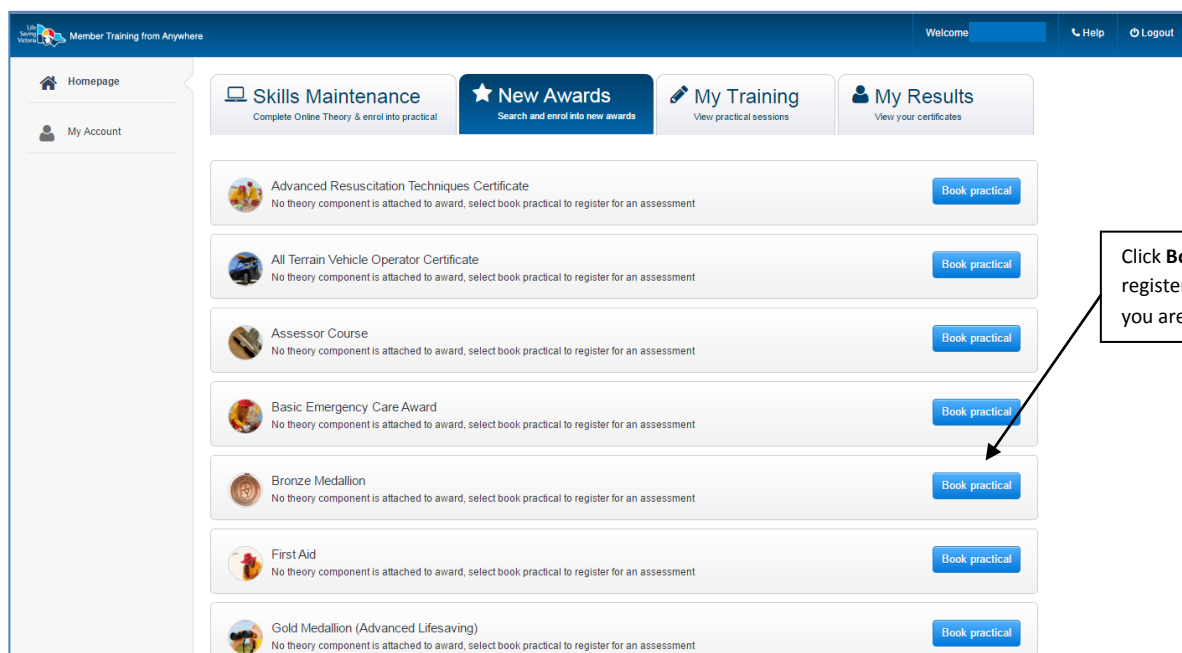 Life
Saving
Victoria
Member Training from Anywhere
Welcome
Help
Logout
Homepage
My Account
Skills Maintenance
Complete Online Theory & enrol into practical
New Awards
Search and enrol into new awards
My Training
View practical sessions
My Results
View your certificates
Advanced Resuscitation Techniques Certificate
No theory component is attached to award, select book practical to register for an assessment
Book practical
All Terrain Vehicle Operator Certificate
No theory component is attached to award, select book practical to register for an assessment
Book practical
Assessor Course
No theory component is attached to award, select book practical to register for an assessment
Book practical
Basic Emergency Care Award
No theory component is attached to award, select book practical to register for an assessment
Book practical
Bronze Medallion
No theory component is attached to award, select book practical to register for an assessment
Book practical
First Aid
No theory component is attached to award, select book practical to register for an assessment
Book practical
Gold Medallion (Advanced Lifesaving)
No theory component is attached to award, select book practical to register for an assessment
Book practical
Click
you are